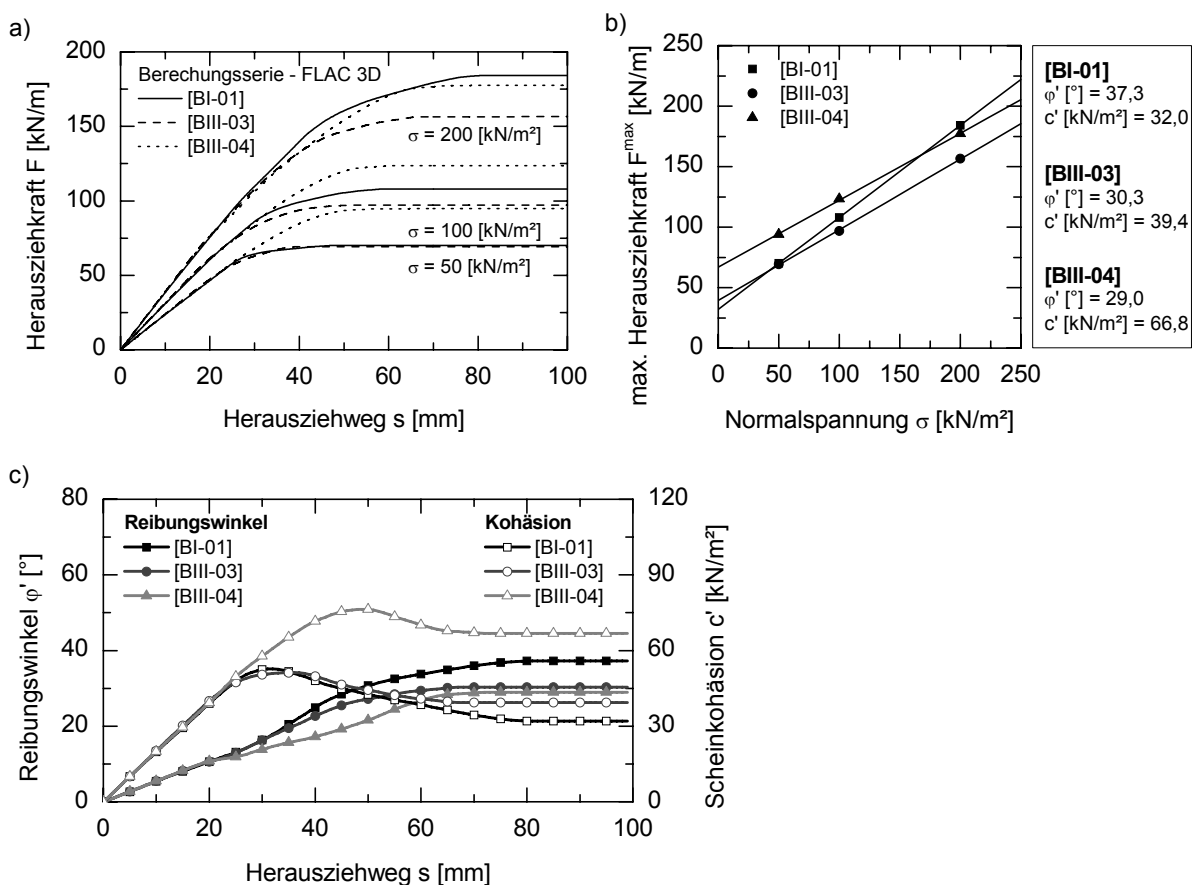 a)
200
150
100
50
0
Herausziehkraft F [kN/m]
Berechungsserie - FLAC 3D
[BI-01]
[BIII-03]
[BIII-04]
σ = 200 [kN/m²]
σ = 100 [kN/m²]
σ = 50 [kN/m²]
0 20 40 60 80 100
Herausziehweg s [mm]
b)
250
200
150
100
50
0
max. Herausziehkraft Fmax [kN/m]
[BI-01]
[BIII-03]
[BIII-04]
0 50 100 150 200 250
Normalspannung σ [kN/m²]
[BI-01]
φ' [°] = 37,3
c' [kN/m²] = 32,0
[BIII-03]
φ' [°] = 30,3
c' [kN/m²] = 39,4
[BIII-04]
φ' [°] = 29,0
c' [kN/m²] = 66,8
c)
80
60
40
20
0
Reibungswinkel φ' [°]
Reibungswinkel
[BI-01]
[BIII-03]
[BIII-04]
Kohäsion
[BI-01]
[BIII-03]
[BIII-04]
120
90
60
30
0
Scheinkohäsion c' [kN/m²]
0 20 40 60 80 100
Herausziehweg s [mm]